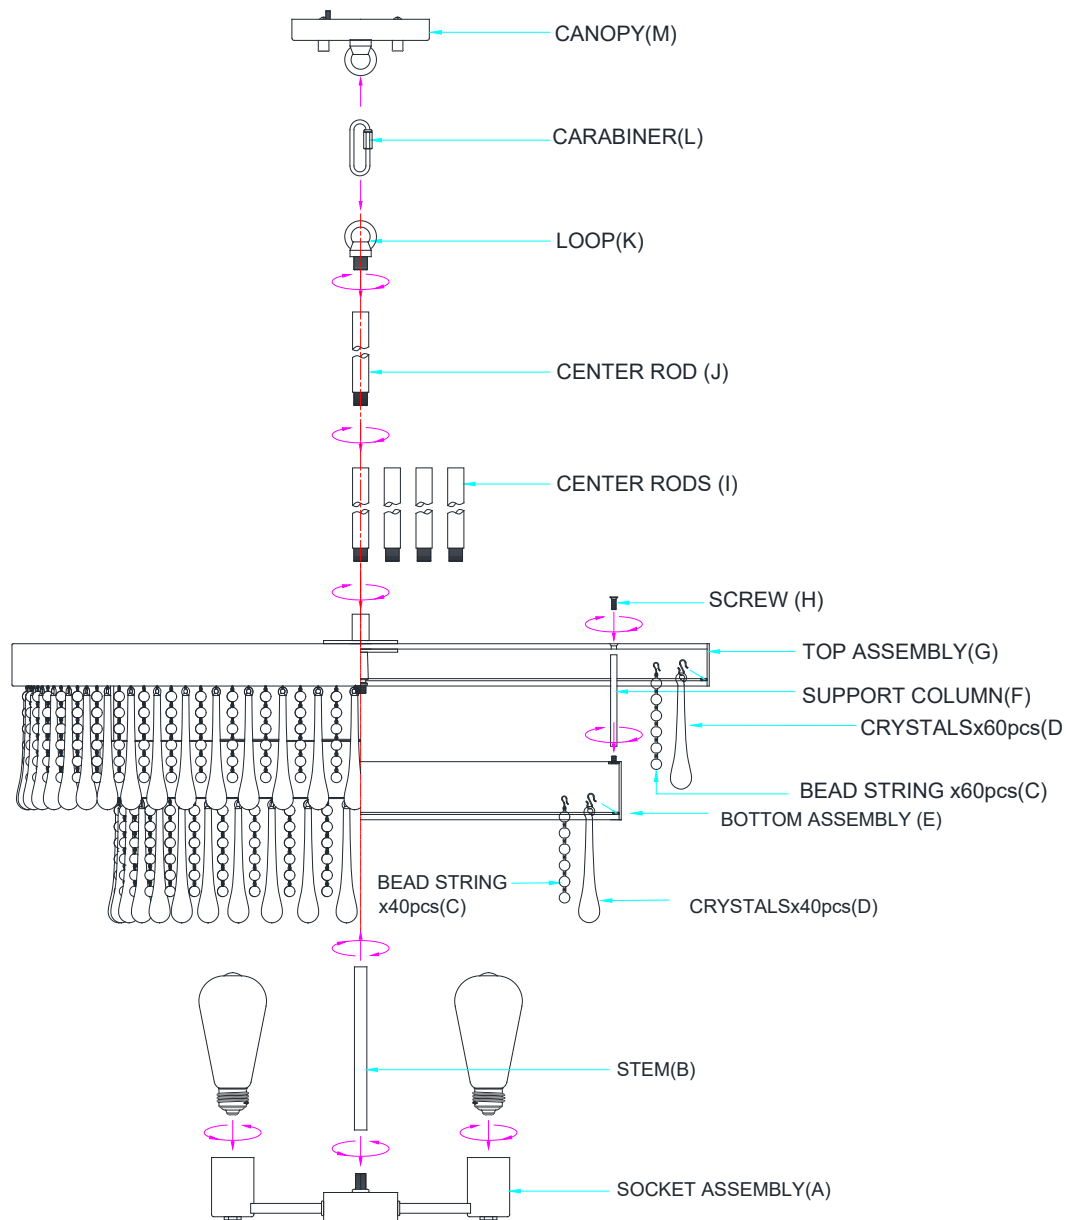 CANOPY(M)
CARABINER(L)
LOOP(K)
CENTER ROD (J)
CENTER RODS (I)
SCREW (H)
TOP ASSEMBLY(G)
SUPPORT COLUMN(F)
CRYSTALSx60pcs(D
BEAD STRING x60pcs(C)
BOTTOM ASSEMBLY (E)
BEAD STRING
x40pcs(C)
CRYSTALSx40pcs(D)
STEM(B)
SOCKET ASSEMBLY(A)